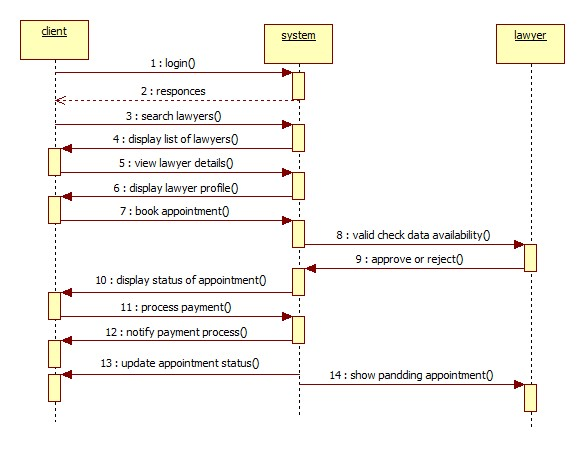 client
system
lawyer
1 : login()
2 : responces
3 : search lawyers()
4 : display list of lawyers()
5 : view lawyer details()
6 : display lawyer profile()
7 : book appointment()
8 : valid check data availability()
9 : approve or reject()
10 : display status of appointment()
11 : process payment()
12 : notify payment process()
13 : update appointment status()
14 : show pandding appointment()